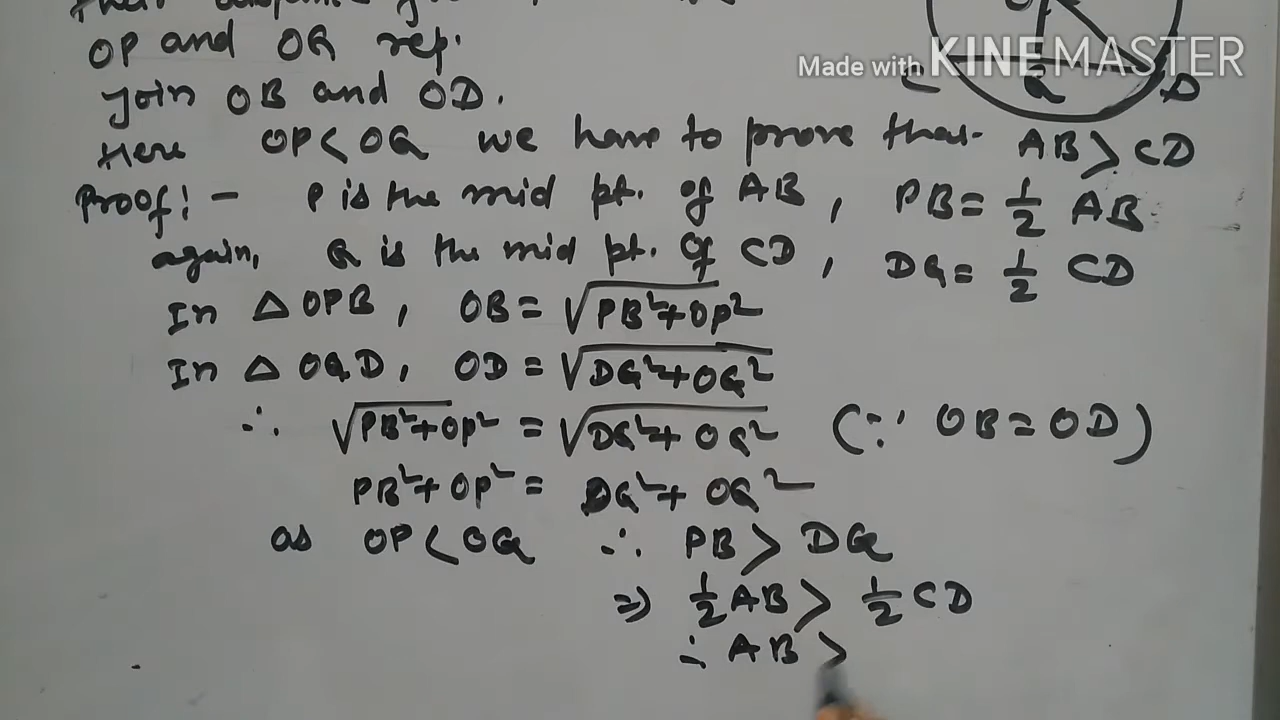 OP and OQ rep.
Made with KINEMASTER
C Q D
join OB and OD.
Here OP < OQ we have to prove that AB > CD
Proof:- P is the mid pt. of AB, PB = 1/2 AB
again, Q is the mid pt. of CD, DQ = 1/2 CD
In △ OPB, OB = √PB²+OP²
In △ OQD, OD = √DQ²+OQ²
∴ √PB²+OP² = √DQ²+OQ² (∵ OB = OD)
PB²+OP² = DQ²+OQ²
as OP < OQ ∴ PB > DQ
⇒ 1/2 AB > 1/2 CD
∴ AB >